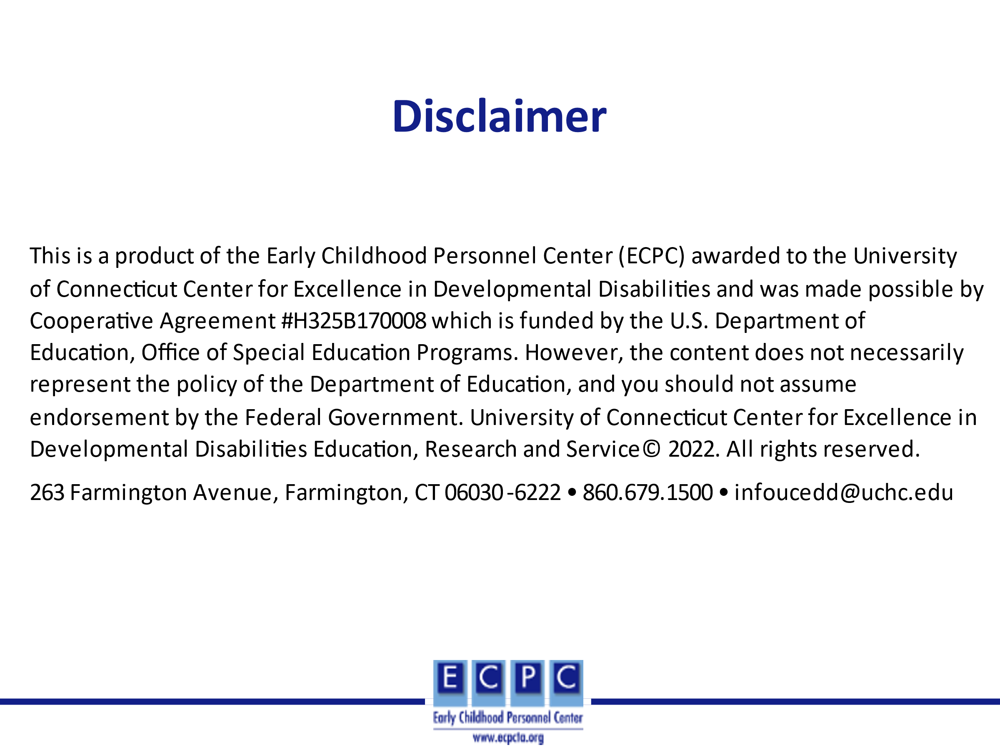 Disclaimer
This is a product of the Early Childhood Personnel Center (ECPC) awarded to the University
of Connecticut Center for Excellence in Developmental Disabilities and was made possible by
Cooperative Agreement #H325B170008 which is funded by the U.S. Department of
Education, Office of Special Education Programs. However, the content does not necessarily
represent the policy of the Department of Education, and you should not assume
endorsement by the Federal Government. University of Connecticut Center for Excellence in
Developmental Disabilities Education, Research and Service© 2022. All rights reserved.
263 Farmington Avenue, Farmington, CT 06030-6222 • 860.679.1500 • infoucedd@uchc.edu
E C P C
Early Childhood Personnel Center
www.ecpcta.org